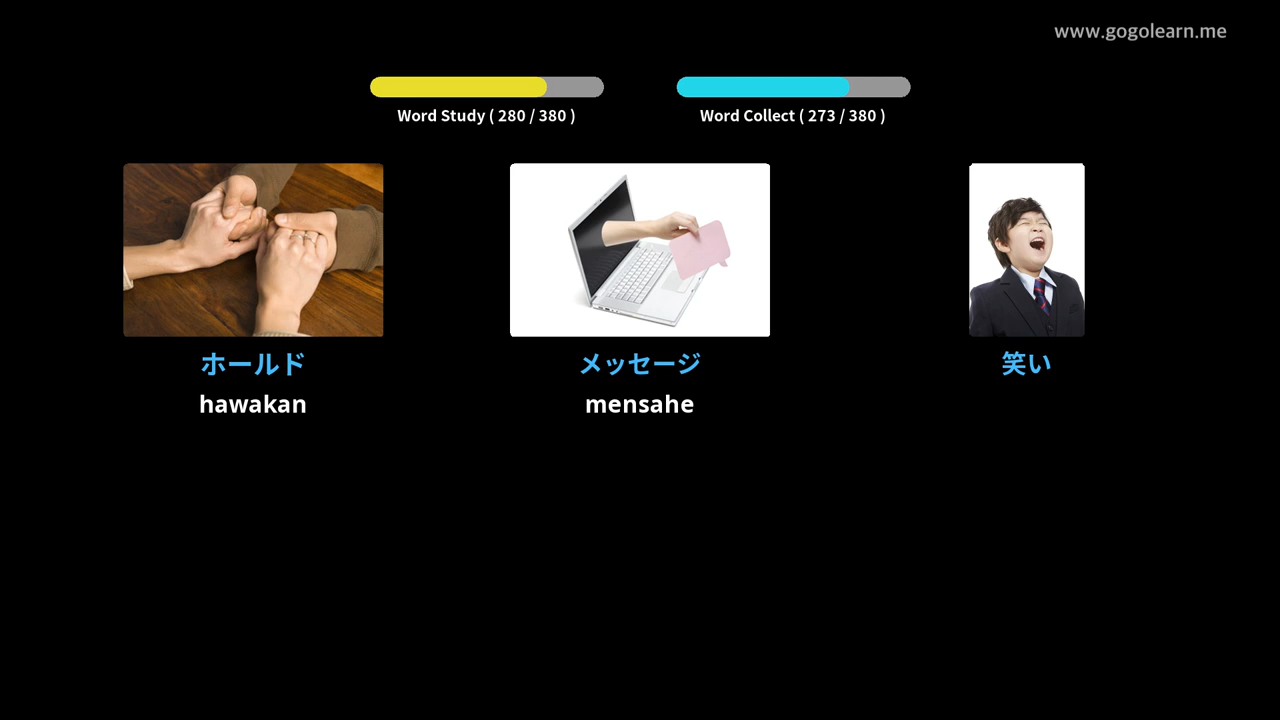 www.gogolearn.me
Word Study ( 280 / 380 )
Word Collect ( 273 / 380 )
ホールド
メッセージ
笑い
hawakan
mensahe